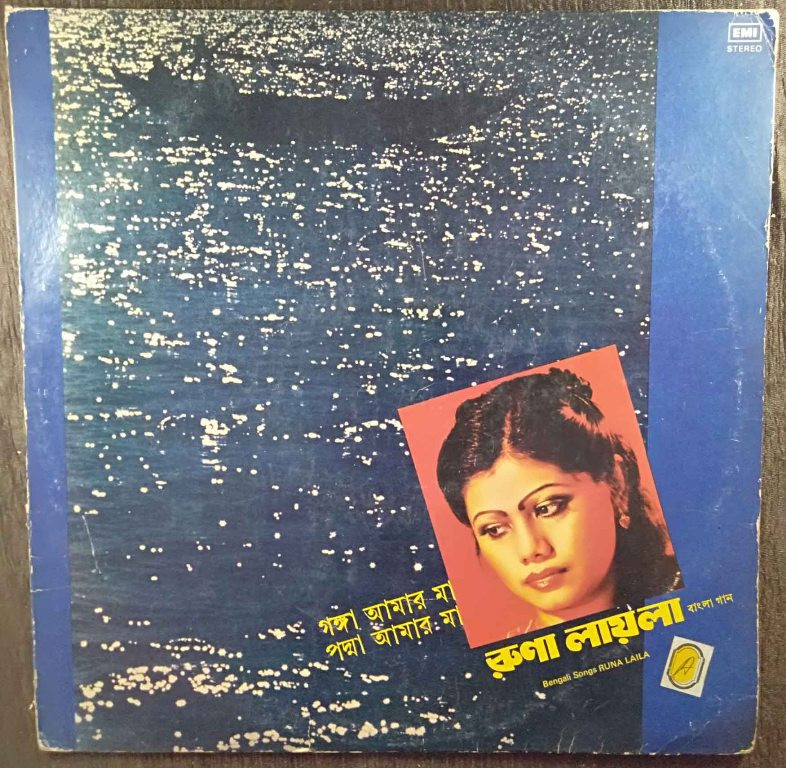 EMI
STEREO
গঙ্গা আমার মা
পদ্মা আমার মা
রুণা লায়লা বাংলা গান
Bengali Songs RUNA LAILA